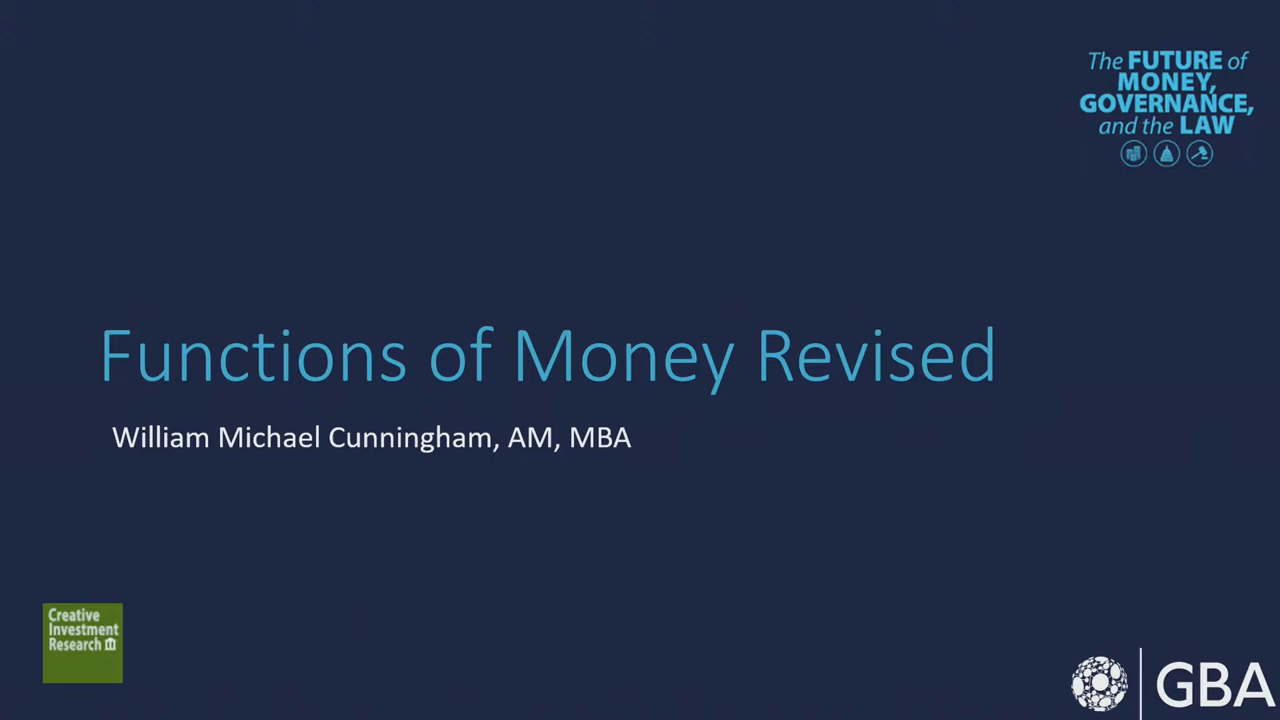 The FUTURE of
MONEY,
GOVERNANCE,
and the LAW
Functions of Money Revised
William Michael Cunningham, AM, MBA
Creative
Investment
Research
GBA